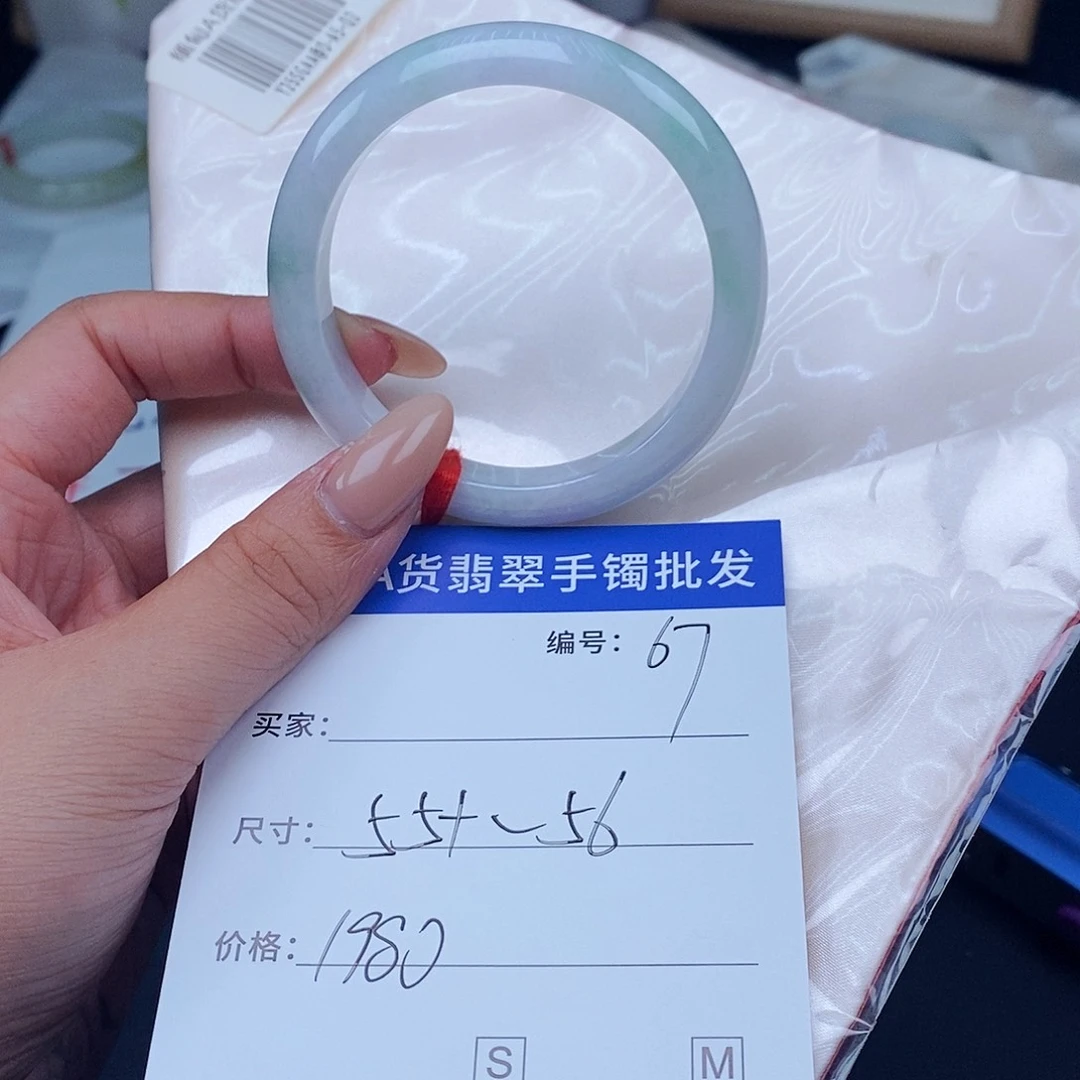 A货翡翠手镯批发
编号: 67
买家:
尺寸: 55+~56
价格: 1980
S M